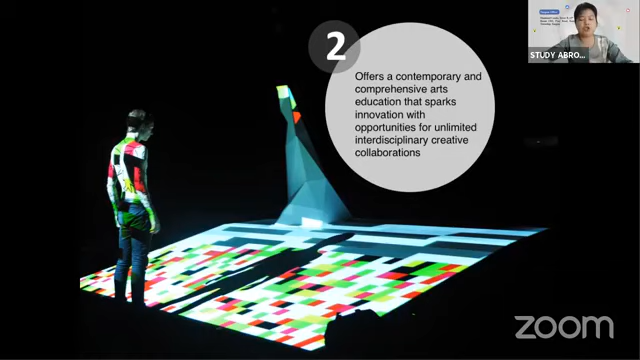 2
Offers a contemporary and
comprehensive arts
education that sparks
innovation with
opportunities for unlimited
interdisciplinary creative
collaborations
STUDY ABRO...
zoom